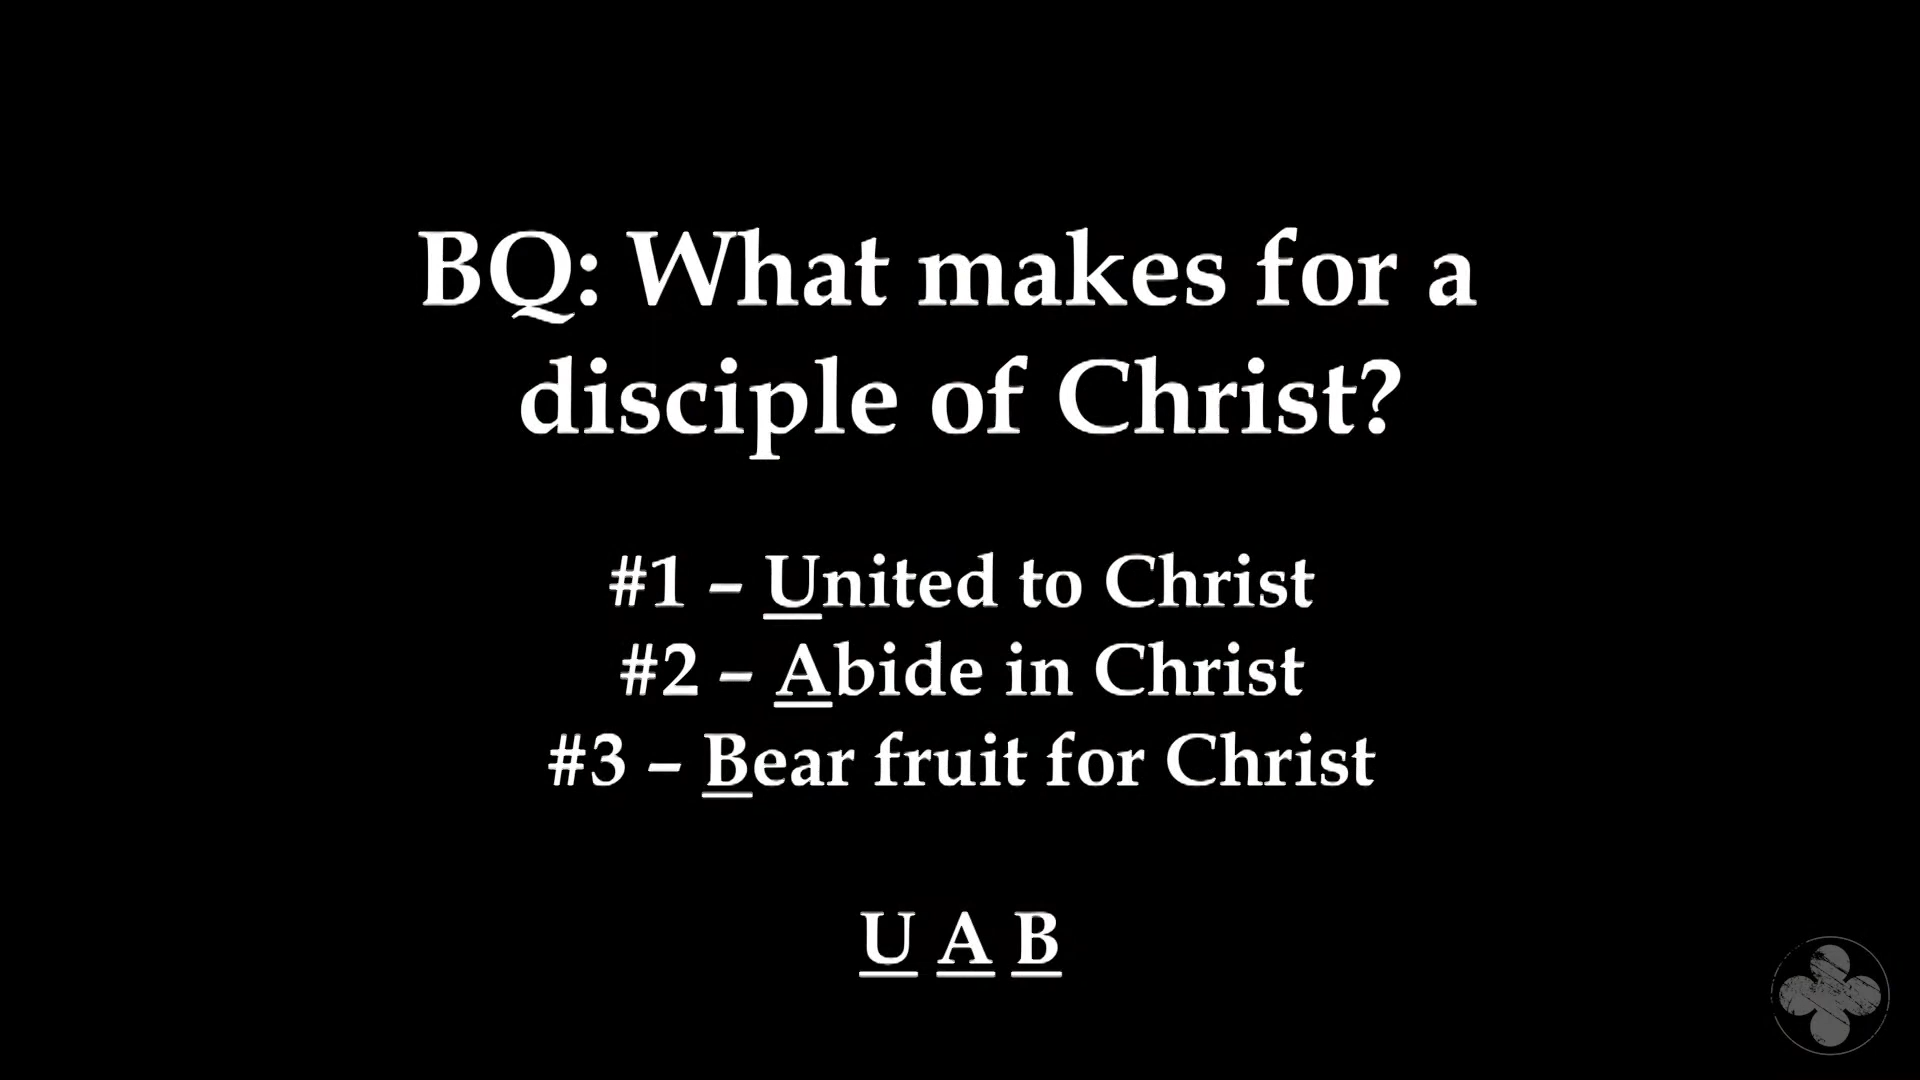 BQ: What makes for a
disciple of Christ?
#1 – United to Christ
#2 – Abide in Christ
#3 – Bear fruit for Christ
U A B